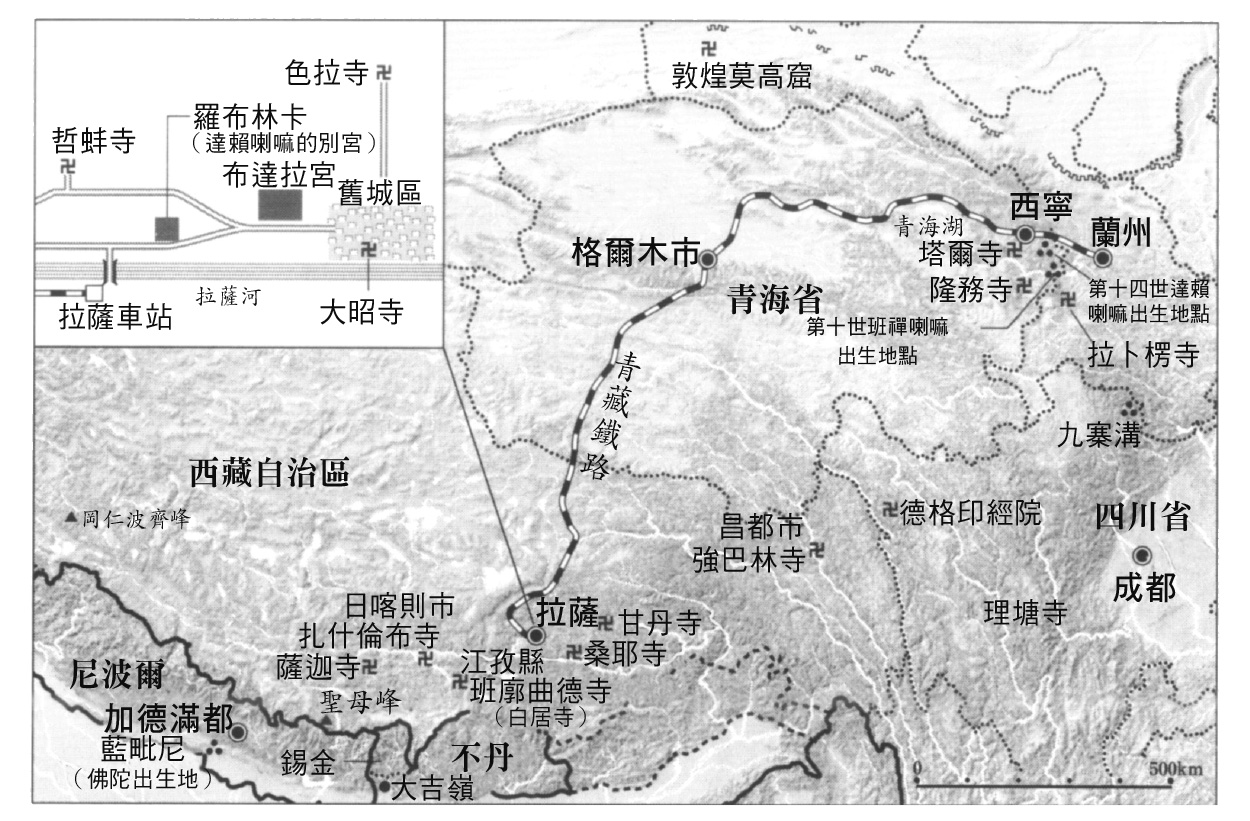 色拉寺
羅布林卡
（達賴喇嘛的別宮）
哲蚌寺
布達拉宮
舊城區
拉薩河
大昭寺
拉薩車站
敦煌莫高窟
西寧
蘭州
青海湖
塔爾寺
格爾木市
隆務寺
青海省
第十四世達賴
喇嘛出生地點
第十世班禪喇嘛
出生地點
拉卜楞寺
青藏鐵路
九寨溝
西藏自治區
岡仁波齊峰
德格印經院
四川省
昌都市
強巴林寺
成都
理塘寺
日喀則市
扎什倫布寺
拉薩
甘丹寺
薩迦寺
江孜縣
桑耶寺
班廓曲德寺
（白居寺）
尼波爾
聖母峰
加德滿都
藍毗尼
（佛陀出生地）
錫金
不丹
大吉嶺
0
500km